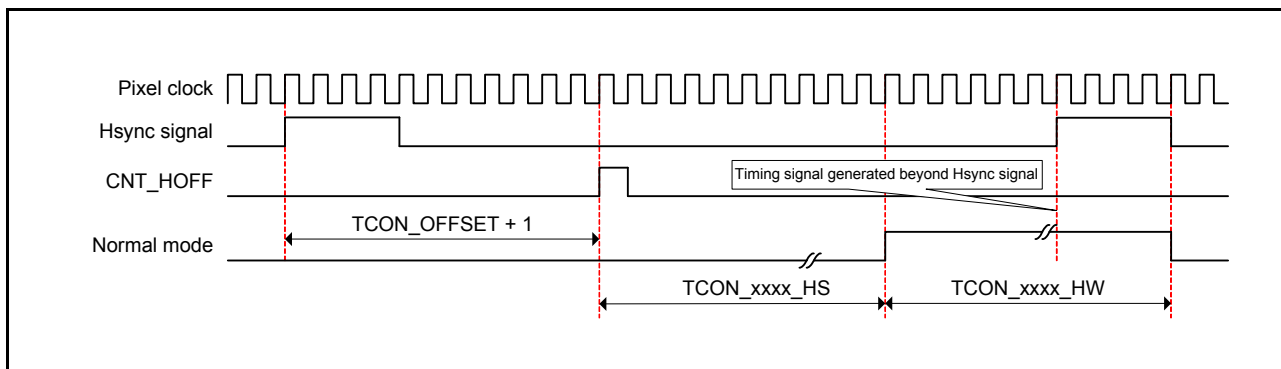 Pixel clock
Hsync signal
CNT_HOFF
Timing signal generated beyond Hsync signal
TCON_OFFSET + 1
Normal mode
TCON_xxxx_HS
TCON_xxxx_HW